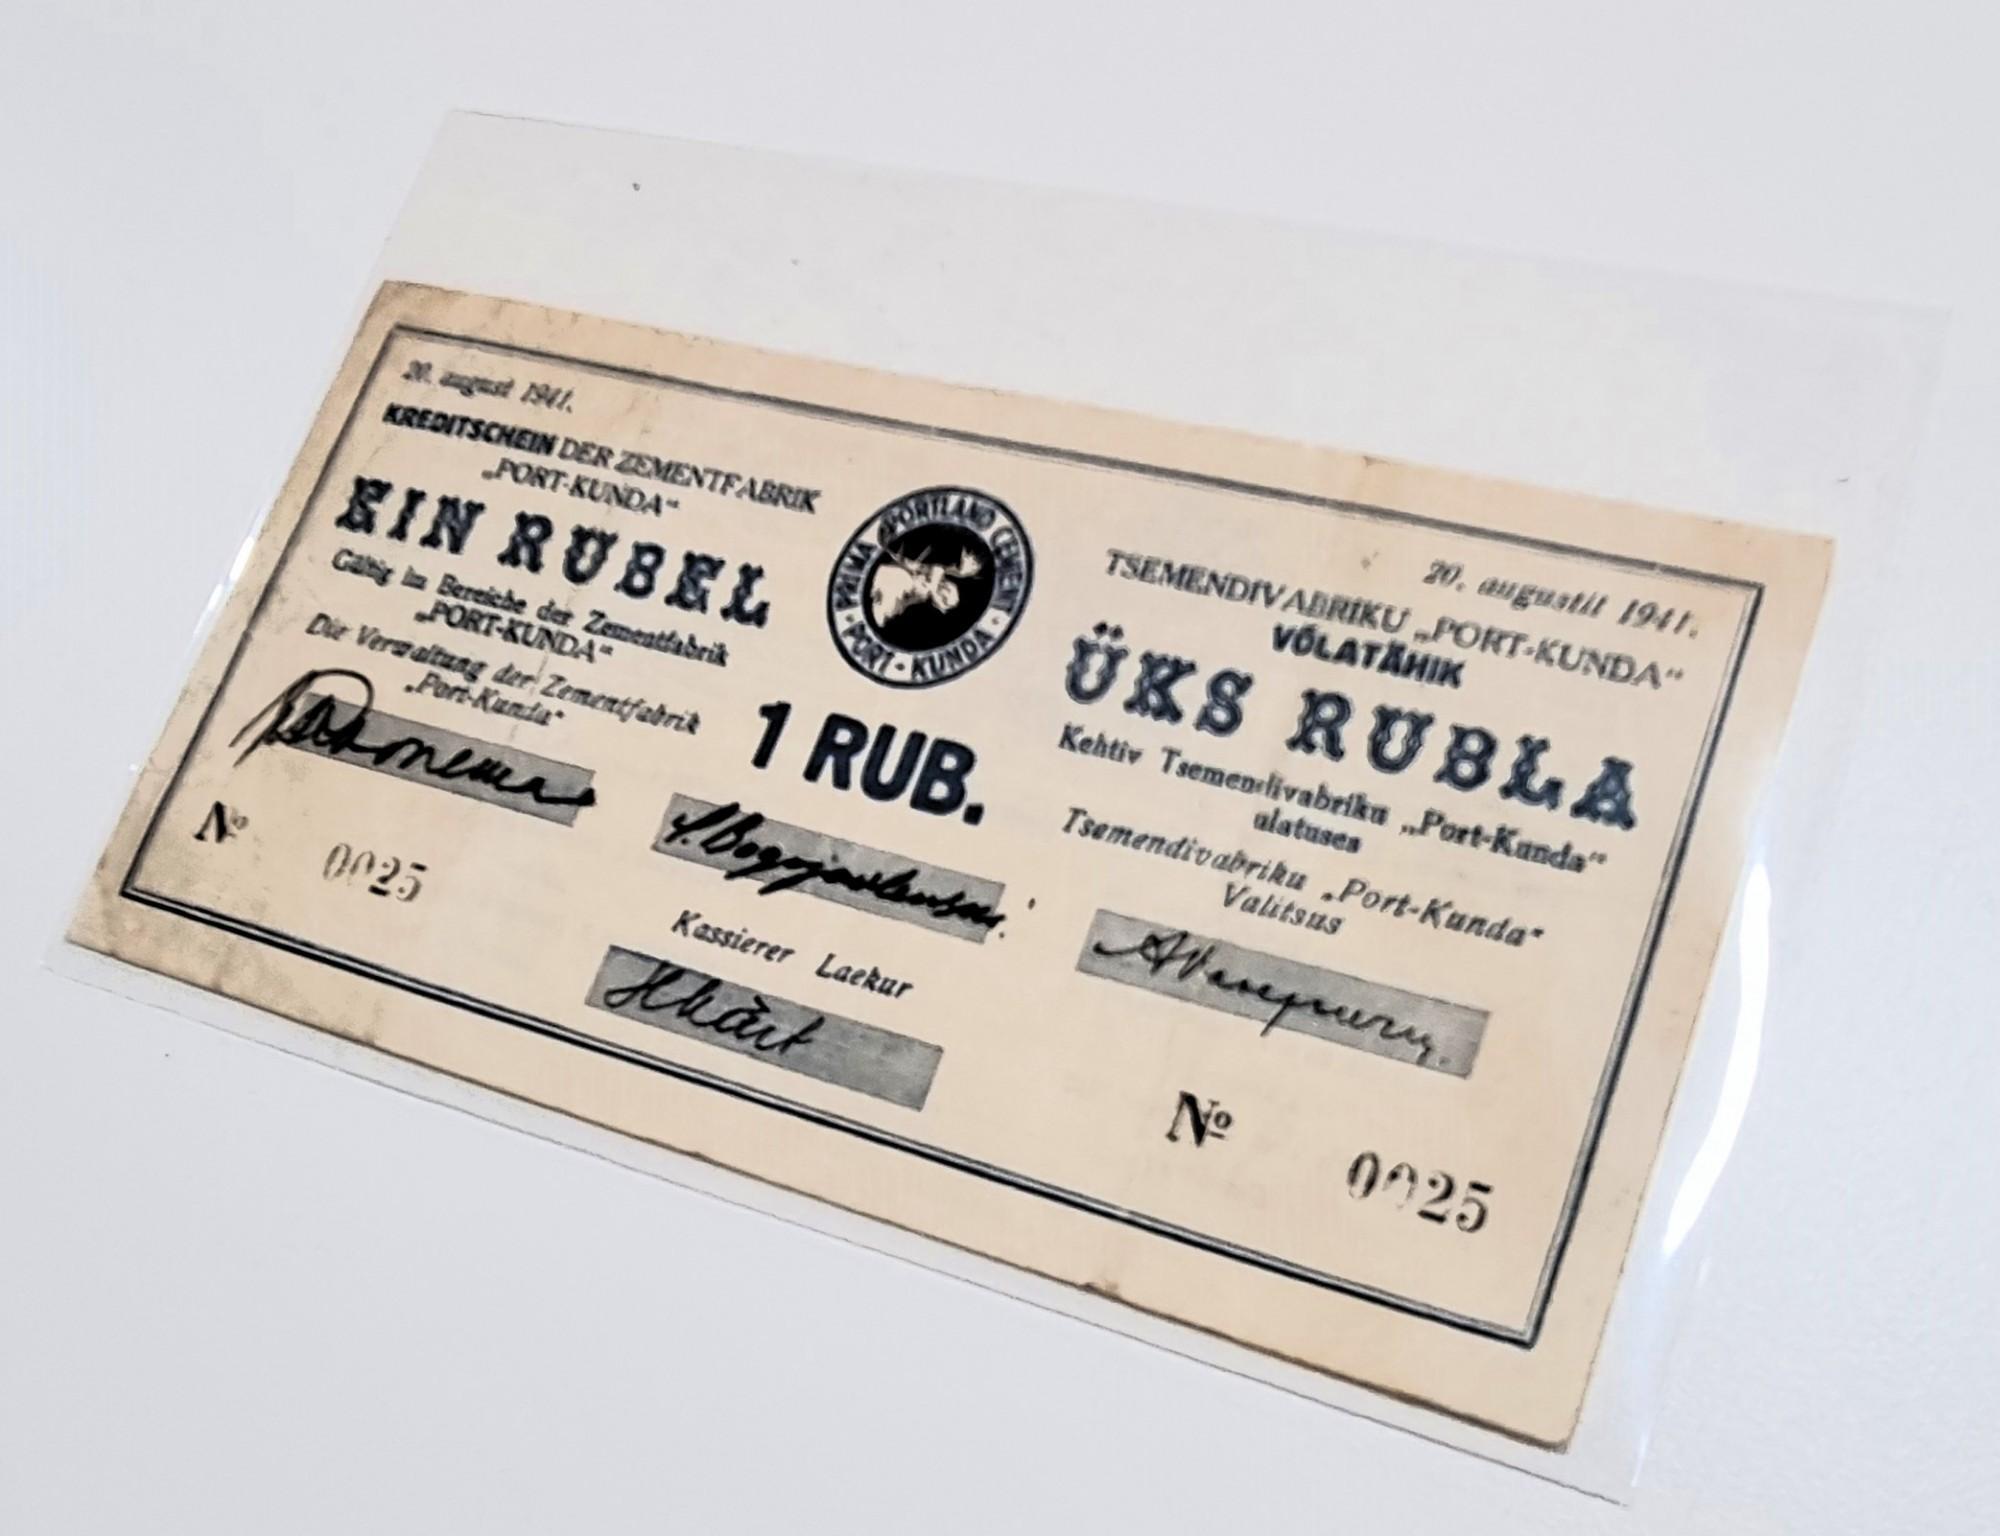 20. august 1941.
KREDITSCHEIN DER ZEMENTFABRIK
„PORT-KUNDA“
EIN RUBEL
Gültig im Bereiche der Zementfabrik
„PORT-KUNDA“
Die Verwaltung der Zementfabrik
„Port-Kunda“
№ 0025
PRIMA PORTLAND CEMENT
· PORT - KUNDA ·
1 RUB.
Kassierer Laekur
20. augustil 1941.
TSEMENDIVABRIKU „PORT-KUNDA“
VÕLATÄHIK
ÜKS RUBLA
Kehtiv Tsemendivabriku „Port-Kunda“
ulatuses
Tsemendivabriku „Port-Kunda“
Valitsus
№ 0025